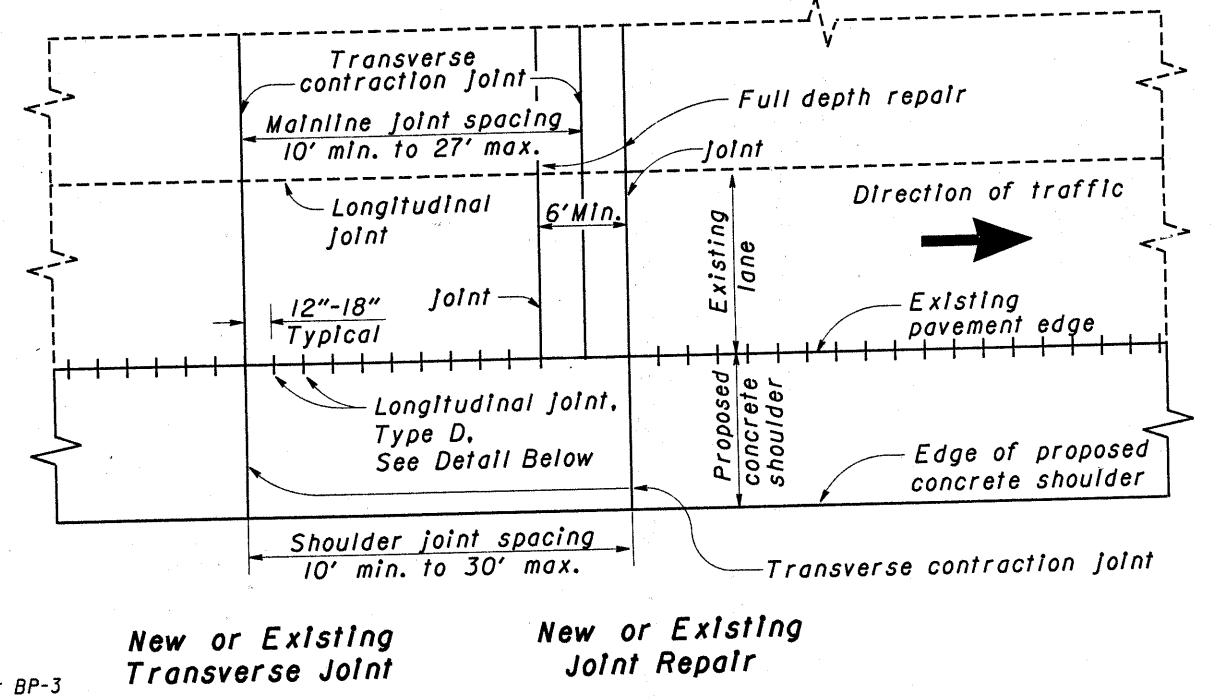 Transverse
contraction joint
Full depth repair
Mainline joint spacing
10' min. to 27' max.
joint
Direction of traffic
Longitudinal
joint
6' Min.
Existing
lane
12"-18"
Typical
joint
Existing
pavement edge
Longitudinal joint,
Type D,
See Detail Below
Proposed
concrete
shoulder
Edge of proposed
concrete shoulder
Shoulder joint spacing
10' min. to 30' max.
Transverse contraction joint
New or Existing
Transverse Joint
New or Existing
Joint Repair
BP-3